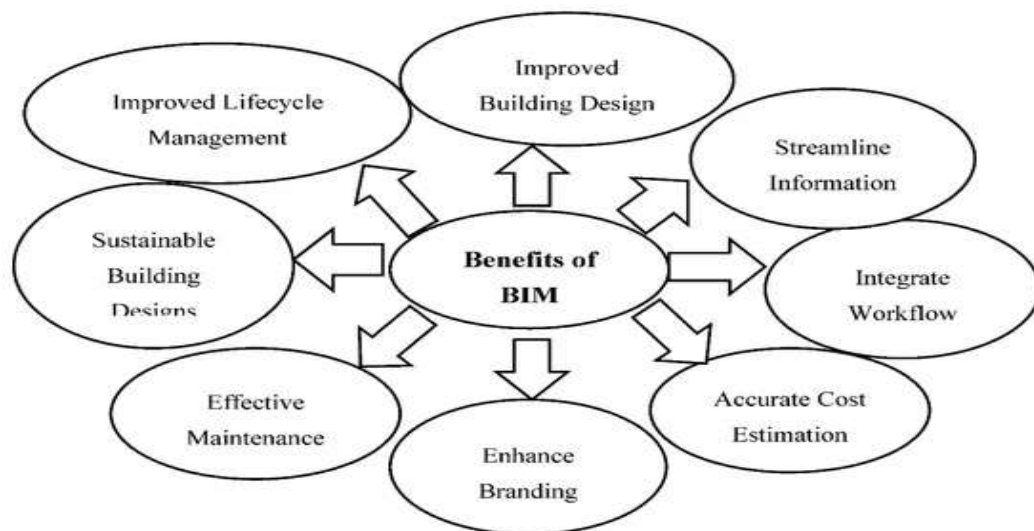 Improved
Building Design
Improved Lifecycle
Management
Streamline
Information
Sustainable
Building
Designs
Benefits of
BIM
Integrate
Workflow
Effective
Maintenance
Accurate Cost
Estimation
Enhance
Branding